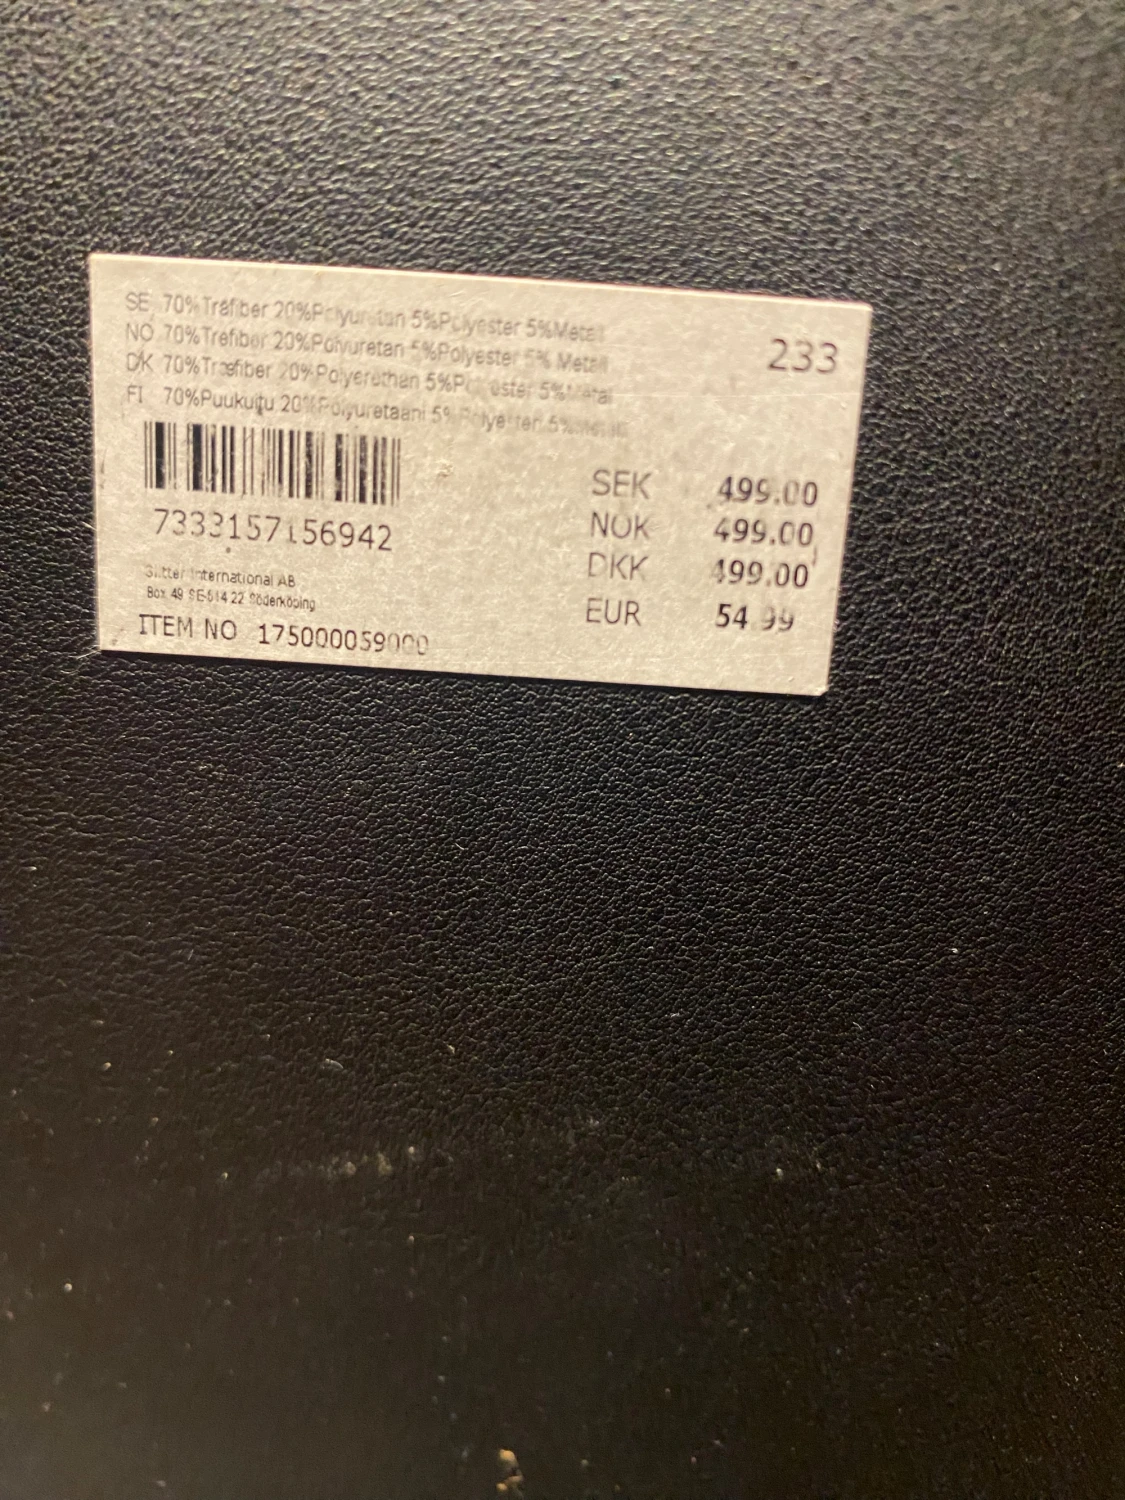 SE 70%Träfiber 20%Polyuretan 5%Polyester 5%Metall
NO 70%Trefiber 20%Polyuretan 5%Polyester 5% Metall
DK 70%Træfiber 20%Polyerethan 5%Polyester 5%Metal
FI 70%Puukuitu 20%Polyuretaani 5%Polyesteri
233
7333157156942
SEK 499.00
NOK 499.00
DKK 499.00
EUR 54.99
Glitter International AB
Box 49 SE-614 22 Söderköping
ITEM NO 175000059000